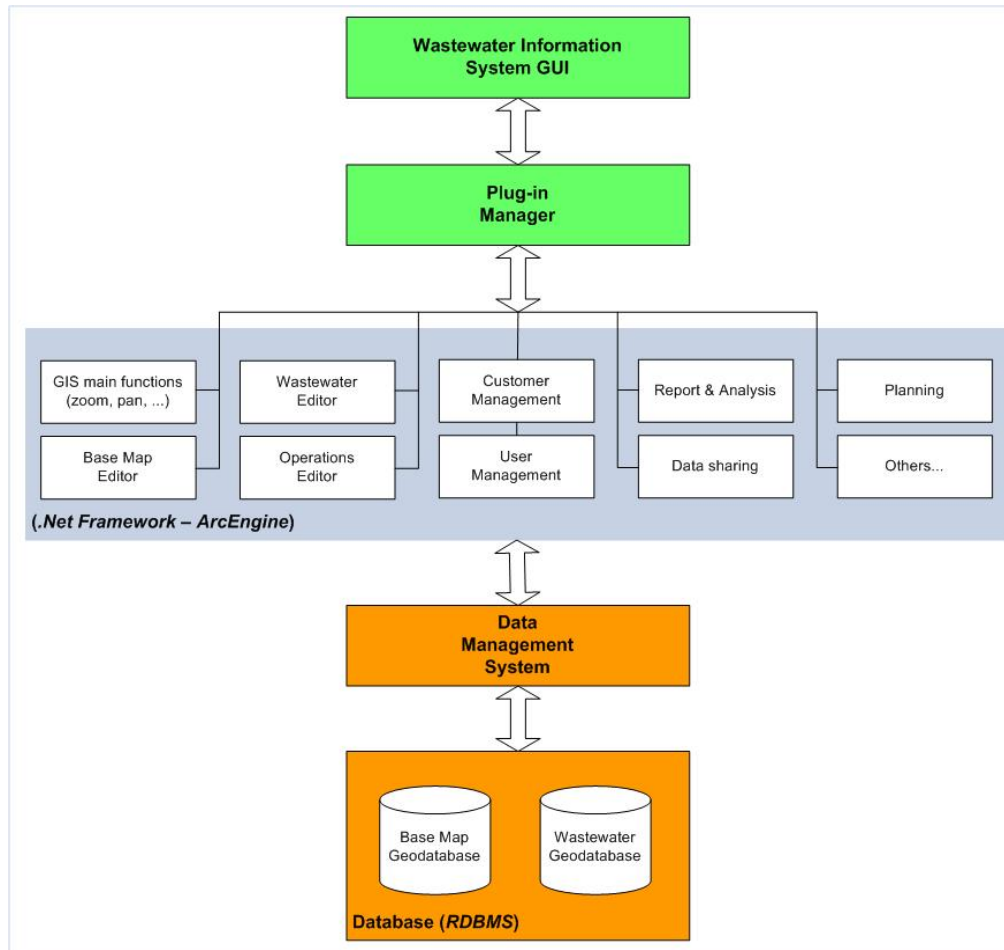 Wastewater Information
System GUI
Plug-in
Manager
GIS main functions
(zoom, pan, ...)
Wastewater
Editor
Customer
Management
Report & Analysis
Planning
Base Map
Editor
Operations
Editor
User
Management
Data sharing
Others...
(.Net Framework – ArcEngine)
Data
Management
System
Base Map
Geodatabase
Wastewater
Geodatabase
Database (RDBMS)